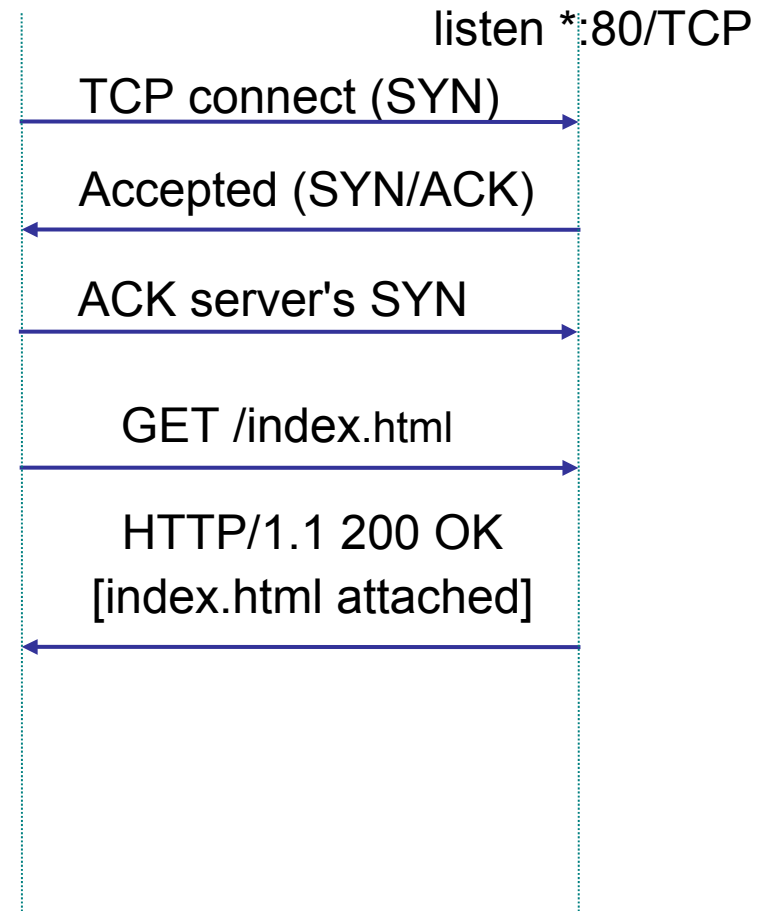 listen *:80/TCP
TCP connect (SYN)
Accepted (SYN/ACK)
ACK server's SYN
GET /index.html
HTTP/1.1 200 OK
[index.html attached]